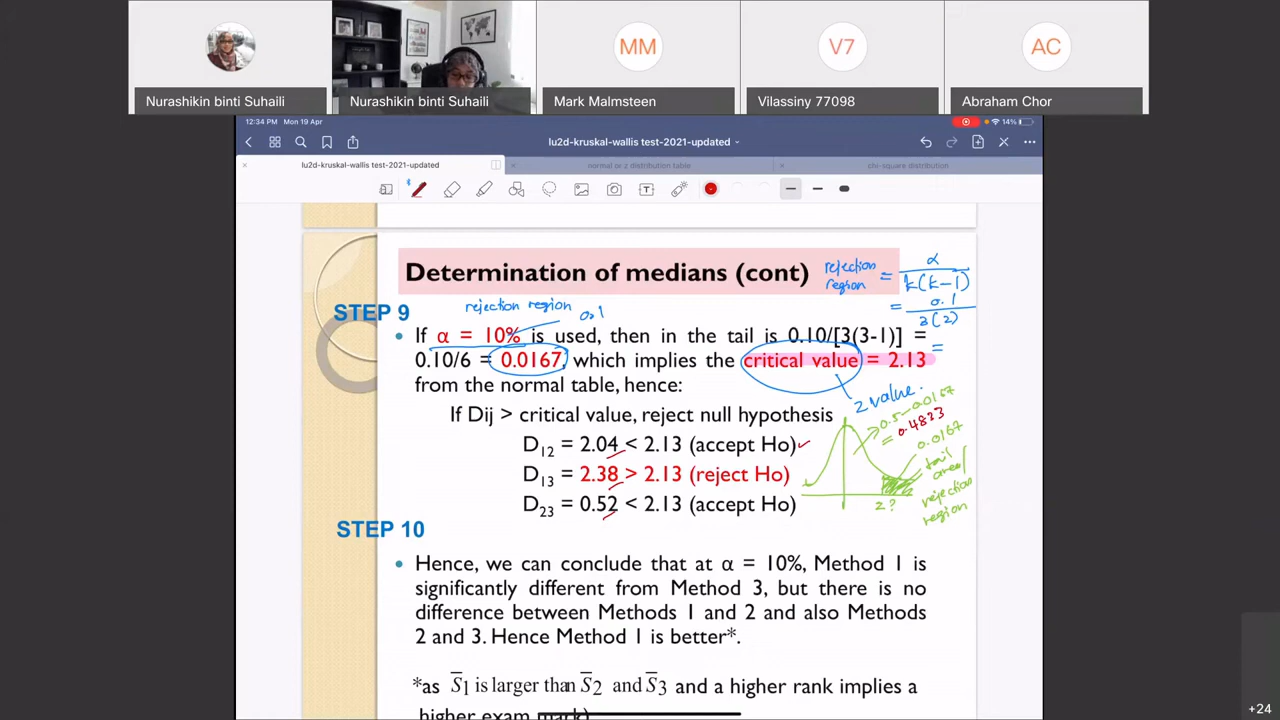 MM
V7
AC
Nurashikin binti Suhaili
Nurashikin binti Suhaili
Mark Malmsteen
Vilassiny 77098
Abraham Chor
12:34 PM Mon 19 Apr
14%
lu2d-kruskal-wallis test-2021-updated
lu2d-kruskal-wallis test-2021-updated
normal or z distribution table
chi-square distribution
Determination of medians (cont)
rejection region = α / k(k-1)
= 0.1 / 3(2)
=
STEP 9
rejection region
0.1
• If α = 10% is used, then in the tail is 0.10/[3(3-1)] =
0.10/6 = 0.0167, which implies the critical value = 2.13
from the normal table, hence:
z value.
If Dij > critical value, reject null hypothesis
D12 = 2.04 < 2.13 (accept Ho)
D13 = 2.38 > 2.13 (reject Ho)
D23 = 0.52 < 2.13 (accept Ho)
0.5-0.0167
= 0.4823
0.0167
tail area/
rejection
region
z?
STEP 10
• Hence, we can conclude that at α = 10%, Method 1 is
significantly different from Method 3, but there is no
difference between Methods 1 and 2 and also Methods
2 and 3. Hence Method 1 is better*.
*as S̅1 is larger than S̅2 and S̅3 and a higher rank implies a
higher exam mark)
+24